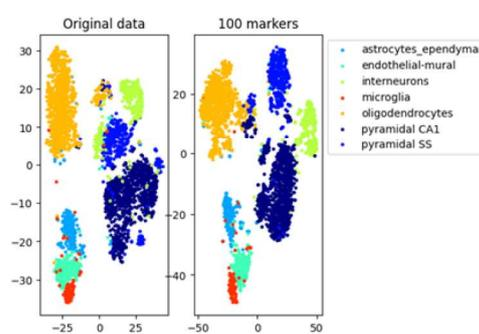 Original data
100 markers
30
20
10
0
−10
−20
−30
−25
0
25
20
0
−20
−40
−50
0
50
astrocytes_ependymal
endothelial-mural
interneurons
microglia
oligodendrocytes
pyramidal CA1
pyramidal SS